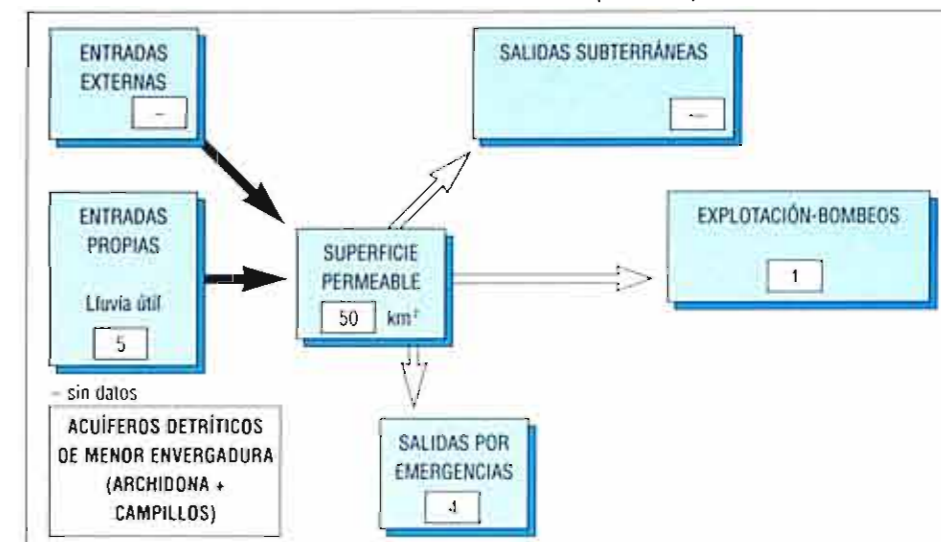 ENTRADAS
EXTERNAS
–
SALIDAS SUBTERRÁNEAS
–
ENTRADAS
PROPIAS
Lluvia útil
5
SUPERFICIE
PERMEABLE
50 km²
EXPLOTACIÓN-BOMBEOS
1
– sin datos
ACUÍFEROS DETRÍTICOS
DE MENOR ENVERGADURA
(ARCHIDONA +
CAMPILLOS)
SALIDAS POR
EMERGENCIAS
4